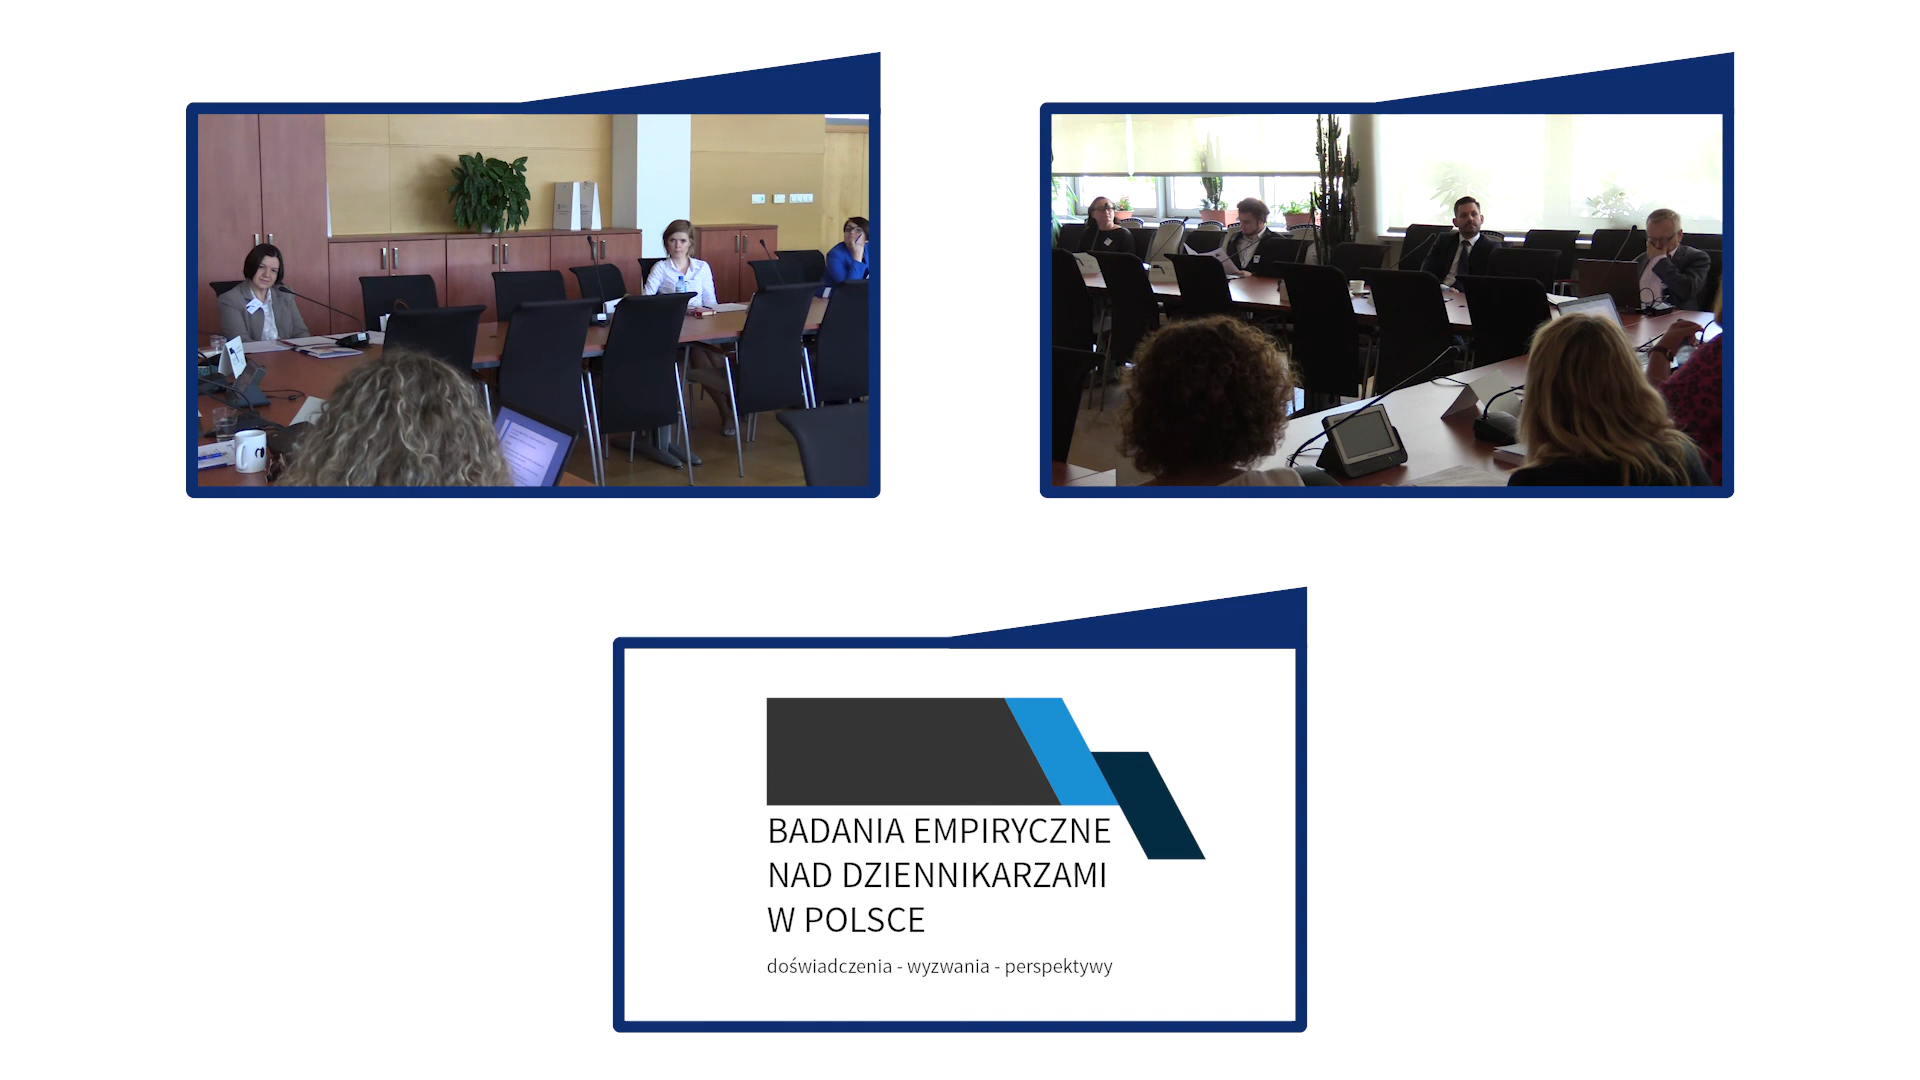 BADANIA EMPIRYCZNE
NAD DZIENNIKARZAMI
W POLSCE
doświadczenia - wyzwania - perspektywy